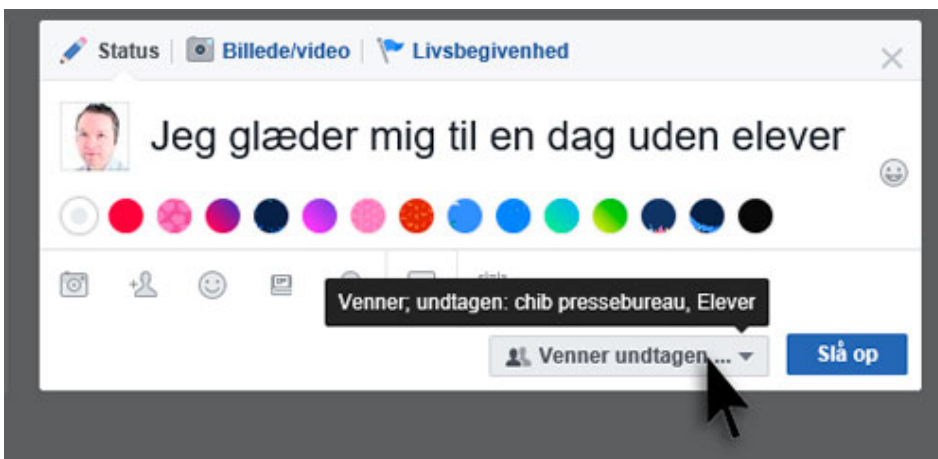 Status Billede/video Livsbegivenhed
Jeg glæder mig til en dag uden elever
Venner; undtagen: chib pressebureau, Elever
Venner undtagen ... Slå op